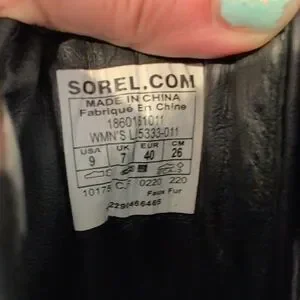 SOREL.COM
MADE IN CHINA
Fabriqué En Chine
1860181011
WMN'S L/5333-011
USA UK EUR CM
9 7 40 26
10175 0220 220
Faux Fur